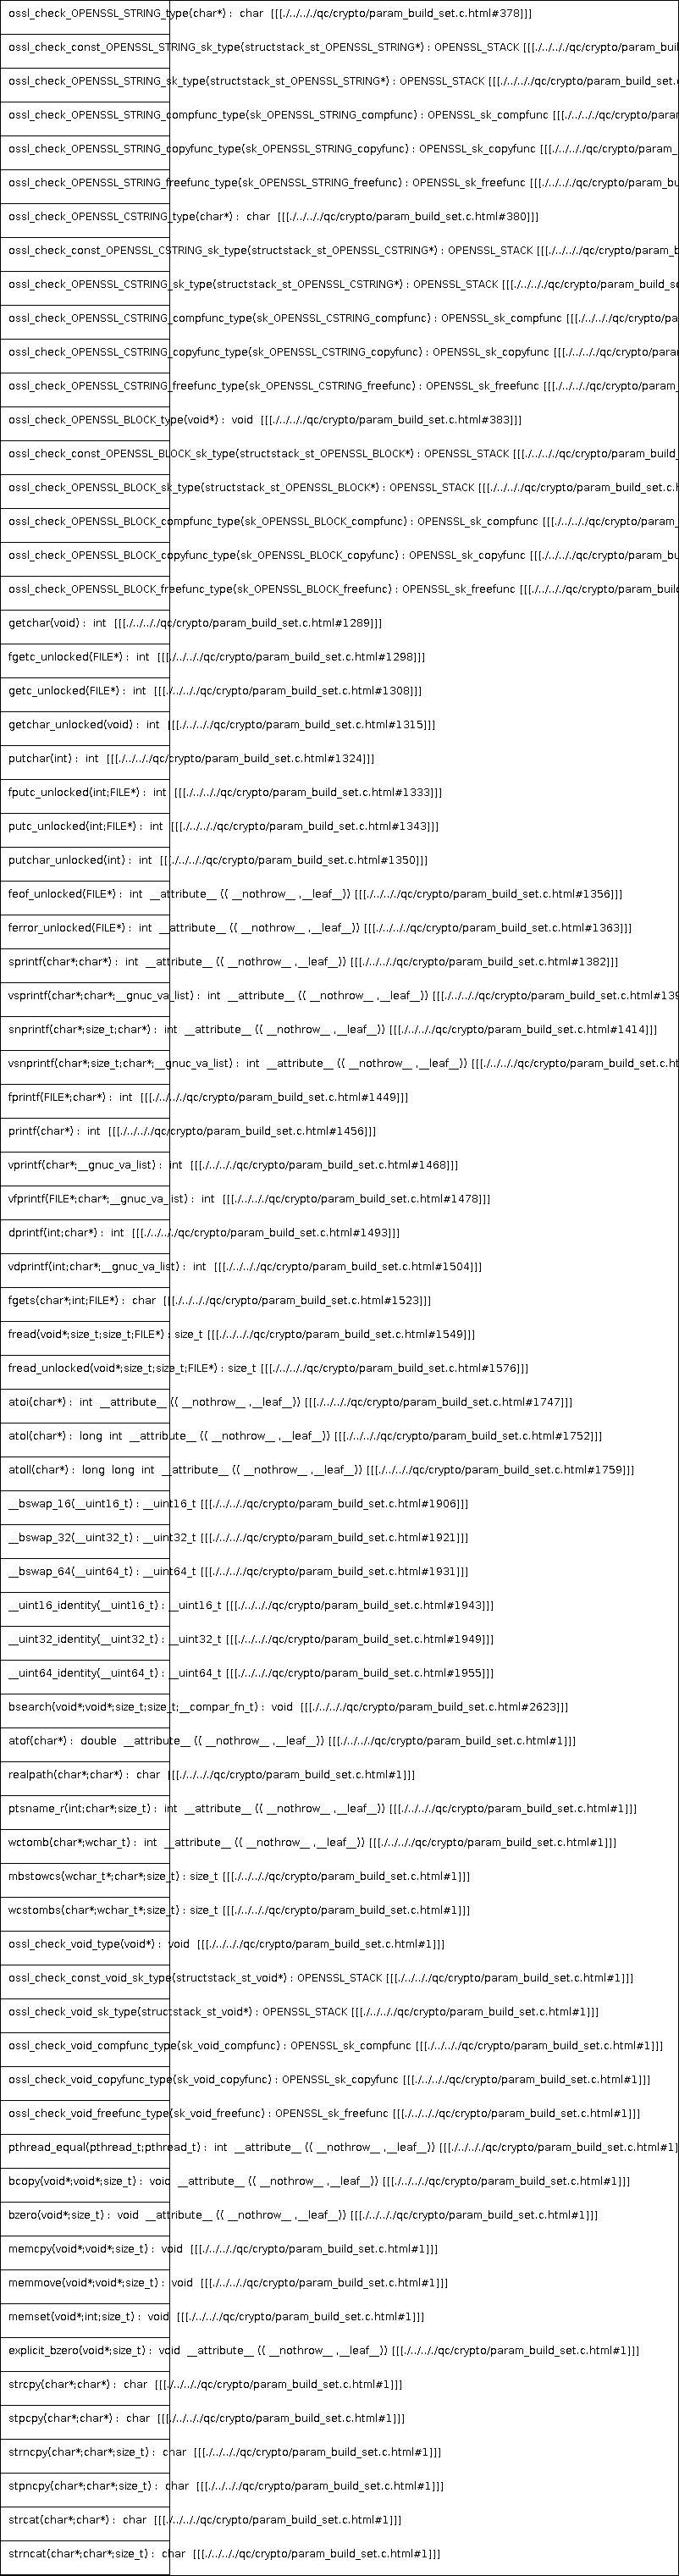 ossl_check_OPENSSL_STRING_type(char*) : char [[[./../../../qc/crypto/param_build_set.c.html#378]]]
ossl_check_const_OPENSSL_STRING_sk_type(structstack_st_OPENSSL_STRING*) : OPENSSL_STACK [[[./../../../qc/crypto/param_buil
ossl_check_OPENSSL_STRING_sk_type(structstack_st_OPENSSL_STRING*) : OPENSSL_STACK [[[./../../../qc/crypto/param_build_set.
ossl_check_OPENSSL_STRING_compfunc_type(sk_OPENSSL_STRING_compfunc) : OPENSSL_sk_compfunc [[[./../../../qc/crypto/para
ossl_check_OPENSSL_STRING_copyfunc_type(sk_OPENSSL_STRING_copyfunc) : OPENSSL_sk_copyfunc [[[./../../../qc/crypto/param_
ossl_check_OPENSSL_STRING_freefunc_type(sk_OPENSSL_STRING_freefunc) : OPENSSL_sk_freefunc [[[./../../../qc/crypto/param_bu
ossl_check_OPENSSL_CSTRING_type(char*) : char [[[./../../../qc/crypto/param_build_set.c.html#380]]]
ossl_check_const_OPENSSL_CSTRING_sk_type(structstack_st_OPENSSL_CSTRING*) : OPENSSL_STACK [[[./../../../qc/crypto/param_b
ossl_check_OPENSSL_CSTRING_sk_type(structstack_st_OPENSSL_CSTRING*) : OPENSSL_STACK [[[./../../../qc/crypto/param_build_se
ossl_check_OPENSSL_CSTRING_compfunc_type(sk_OPENSSL_CSTRING_compfunc) : OPENSSL_sk_compfunc [[[./../../../qc/crypto/pa
ossl_check_OPENSSL_CSTRING_copyfunc_type(sk_OPENSSL_CSTRING_copyfunc) : OPENSSL_sk_copyfunc [[[./../../../qc/crypto/para
ossl_check_OPENSSL_CSTRING_freefunc_type(sk_OPENSSL_CSTRING_freefunc) : OPENSSL_sk_freefunc [[[./../../../qc/crypto/param_
ossl_check_OPENSSL_BLOCK_type(void*) : void [[[./../../../qc/crypto/param_build_set.c.html#383]]]
ossl_check_const_OPENSSL_BLOCK_sk_type(structstack_st_OPENSSL_BLOCK*) : OPENSSL_STACK [[[./../../../qc/crypto/param_build_
ossl_check_OPENSSL_BLOCK_sk_type(structstack_st_OPENSSL_BLOCK*) : OPENSSL_STACK [[[./../../../qc/crypto/param_build_set.c.h
ossl_check_OPENSSL_BLOCK_compfunc_type(sk_OPENSSL_BLOCK_compfunc) : OPENSSL_sk_compfunc [[[./../../../qc/crypto/param_
ossl_check_OPENSSL_BLOCK_copyfunc_type(sk_OPENSSL_BLOCK_copyfunc) : OPENSSL_sk_copyfunc [[[./../../../qc/crypto/param_bu
ossl_check_OPENSSL_BLOCK_freefunc_type(sk_OPENSSL_BLOCK_freefunc) : OPENSSL_sk_freefunc [[[./../../../qc/crypto/param_build
getchar(void) : int [[[./../../../qc/crypto/param_build_set.c.html#1289]]]
fgetc_unlocked(FILE*) : int [[[./../../../qc/crypto/param_build_set.c.html#1298]]]
getc_unlocked(FILE*) : int [[[./../../../qc/crypto/param_build_set.c.html#1308]]]
getchar_unlocked(void) : int [[[./../../../qc/crypto/param_build_set.c.html#1315]]]
putchar(int) : int [[[./../../../qc/crypto/param_build_set.c.html#1324]]]
fputc_unlocked(int;FILE*) : int [[[./../../../qc/crypto/param_build_set.c.html#1333]]]
putc_unlocked(int;FILE*) : int [[[./../../../qc/crypto/param_build_set.c.html#1343]]]
putchar_unlocked(int) : int [[[./../../../qc/crypto/param_build_set.c.html#1350]]]
feof_unlocked(FILE*) : int __attribute__ (( __nothrow__ ,__leaf__)) [[[./../../../qc/crypto/param_build_set.c.html#1356]]]
ferror_unlocked(FILE*) : int __attribute__ (( __nothrow__ ,__leaf__)) [[[./../../../qc/crypto/param_build_set.c.html#1363]]]
sprintf(char*;char*) : int __attribute__ (( __nothrow__ ,__leaf__)) [[[./../../../qc/crypto/param_build_set.c.html#1382]]]
vsprintf(char*;char*;__gnuc_va_list) : int __attribute__ (( __nothrow__ ,__leaf__)) [[[./../../../qc/crypto/param_build_set.c.html#139
snprintf(char*;size_t;char*) : int __attribute__ (( __nothrow__ ,__leaf__)) [[[./../../../qc/crypto/param_build_set.c.html#1414]]]
vsnprintf(char*;size_t;char*;__gnuc_va_list) : int __attribute__ (( __nothrow__ ,__leaf__)) [[[./../../../qc/crypto/param_build_set.c.ht
fprintf(FILE*;char*) : int [[[./../../../qc/crypto/param_build_set.c.html#1449]]]
printf(char*) : int [[[./../../../qc/crypto/param_build_set.c.html#1456]]]
vprintf(char*;__gnuc_va_list) : int [[[./../../../qc/crypto/param_build_set.c.html#1468]]]
vfprintf(FILE*;char*;__gnuc_va_list) : int [[[./../../../qc/crypto/param_build_set.c.html#1478]]]
dprintf(int;char*) : int [[[./../../../qc/crypto/param_build_set.c.html#1493]]]
vdprintf(int;char*;__gnuc_va_list) : int [[[./../../../qc/crypto/param_build_set.c.html#1504]]]
fgets(char*;int;FILE*) : char [[[./../../../qc/crypto/param_build_set.c.html#1523]]]
fread(void*;size_t;size_t;FILE*) : size_t [[[./../../../qc/crypto/param_build_set.c.html#1549]]]
fread_unlocked(void*;size_t;size_t;FILE*) : size_t [[[./../../../qc/crypto/param_build_set.c.html#1576]]]
atoi(char*) : int __attribute__ (( __nothrow__ ,__leaf__)) [[[./../../../qc/crypto/param_build_set.c.html#1747]]]
atol(char*) : long int __attribute__ (( __nothrow__ ,__leaf__)) [[[./../../../qc/crypto/param_build_set.c.html#1752]]]
atoll(char*) : long long int __attribute__ (( __nothrow__ ,__leaf__)) [[[./../../../qc/crypto/param_build_set.c.html#1759]]]
__bswap_16(__uint16_t) : __uint16_t [[[./../../../qc/crypto/param_build_set.c.html#1906]]]
__bswap_32(__uint32_t) : __uint32_t [[[./../../../qc/crypto/param_build_set.c.html#1921]]]
__bswap_64(__uint64_t) : __uint64_t [[[./../../../qc/crypto/param_build_set.c.html#1931]]]
__uint16_identity(__uint16_t) : __uint16_t [[[./../../../qc/crypto/param_build_set.c.html#1943]]]
__uint32_identity(__uint32_t) : __uint32_t [[[./../../../qc/crypto/param_build_set.c.html#1949]]]
__uint64_identity(__uint64_t) : __uint64_t [[[./../../../qc/crypto/param_build_set.c.html#1955]]]
bsearch(void*;void*;size_t;size_t;__compar_fn_t) : void [[[./../../../qc/crypto/param_build_set.c.html#2623]]]
atof(char*) : double __attribute__ (( __nothrow__ ,__leaf__)) [[[./../../../qc/crypto/param_build_set.c.html#1]]]
realpath(char*;char*) : char [[[./../../../qc/crypto/param_build_set.c.html#1]]]
ptsname_r(int;char*;size_t) : int __attribute__ (( __nothrow__ ,__leaf__)) [[[./../../../qc/crypto/param_build_set.c.html#1]]]
wctomb(char*;wchar_t) : int __attribute__ (( __nothrow__ ,__leaf__)) [[[./../../../qc/crypto/param_build_set.c.html#1]]]
mbstowcs(wchar_t*;char*;size_t) : size_t [[[./../../../qc/crypto/param_build_set.c.html#1]]]
wcstombs(char*;wchar_t*;size_t) : size_t [[[./../../../qc/crypto/param_build_set.c.html#1]]]
ossl_check_void_type(void*) : void [[[./../../../qc/crypto/param_build_set.c.html#1]]]
ossl_check_const_void_sk_type(structstack_st_void*) : OPENSSL_STACK [[[./../../../qc/crypto/param_build_set.c.html#1]]]
ossl_check_void_sk_type(structstack_st_void*) : OPENSSL_STACK [[[./../../../qc/crypto/param_build_set.c.html#1]]]
ossl_check_void_compfunc_type(sk_void_compfunc) : OPENSSL_sk_compfunc [[[./../../../qc/crypto/param_build_set.c.html#1]]]
ossl_check_void_copyfunc_type(sk_void_copyfunc) : OPENSSL_sk_copyfunc [[[./../../../qc/crypto/param_build_set.c.html#1]]]
ossl_check_void_freefunc_type(sk_void_freefunc) : OPENSSL_sk_freefunc [[[./../../../qc/crypto/param_build_set.c.html#1]]]
pthread_equal(pthread_t;pthread_t) : int __attribute__ (( __nothrow__ ,__leaf__)) [[[./../../../qc/crypto/param_build_set.c.html#1]
bcopy(void*;void*;size_t) : void __attribute__ (( __nothrow__ ,__leaf__)) [[[./../../../qc/crypto/param_build_set.c.html#1]]]
bzero(void*;size_t) : void __attribute__ (( __nothrow__ ,__leaf__)) [[[./../../../qc/crypto/param_build_set.c.html#1]]]
memcpy(void*;void*;size_t) : void [[[./../../../qc/crypto/param_build_set.c.html#1]]]
memmove(void*;void*;size_t) : void [[[./../../../qc/crypto/param_build_set.c.html#1]]]
memset(void*;int;size_t) : void [[[./../../../qc/crypto/param_build_set.c.html#1]]]
explicit_bzero(void*;size_t) : void __attribute__ (( __nothrow__ ,__leaf__)) [[[./../../../qc/crypto/param_build_set.c.html#1]]]
strcpy(char*;char*) : char [[[./../../../qc/crypto/param_build_set.c.html#1]]]
stpcpy(char*;char*) : char [[[./../../../qc/crypto/param_build_set.c.html#1]]]
strncpy(char*;char*;size_t) : char [[[./../../../qc/crypto/param_build_set.c.html#1]]]
stpncpy(char*;char*;size_t) : char [[[./../../../qc/crypto/param_build_set.c.html#1]]]
strcat(char*;char*) : char [[[./../../../qc/crypto/param_build_set.c.html#1]]]
strncat(char*;char*;size_t) : char [[[./../../../qc/crypto/param_build_set.c.html#1]]]